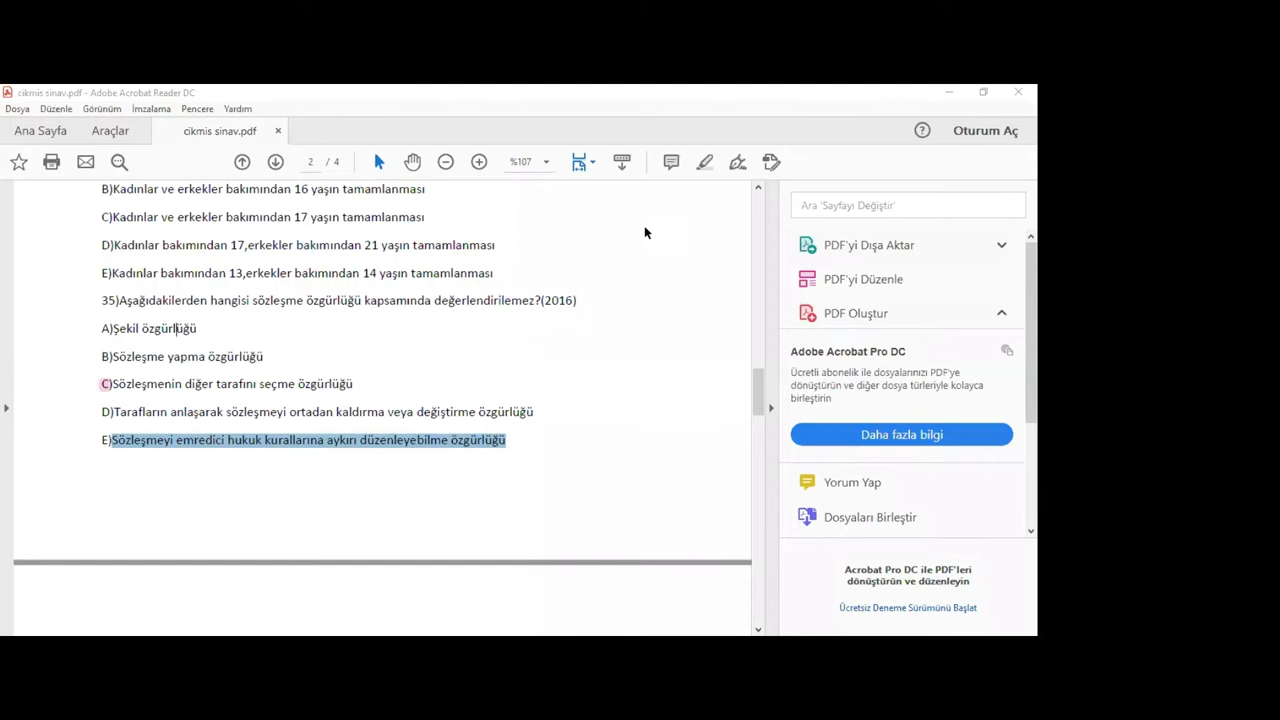 cikmis sinav.pdf - Adobe Acrobat Reader DC
Dosya Düzenle Görünüm İmzalama Pencere Yardım
Ana Sayfa Araçlar cikmis sinav.pdf × Oturum Aç
2 / 4 %107
B)Kadınlar ve erkekler bakımından 16 yaşın tamamlanması
C)Kadınlar ve erkekler bakımından 17 yaşın tamamlanması
D)Kadınlar bakımından 17,erkekler bakımından 21 yaşın tamamlanması
E)Kadınlar bakımından 13,erkekler bakımından 14 yaşın tamamlanması
35)Aşağıdakilerden hangisi sözleşme özgürlüğü kapsamında değerlendirilemez?(2016)
A)Şekil özgürlüğü
B)Sözleşme yapma özgürlüğü
C)Sözleşmenin diğer tarafını seçme özgürlüğü
D)Tarafların anlaşarak sözleşmeyi ortadan kaldırma veya değiştirme özgürlüğü
E)Sözleşmeyi emredici hukuk kurallarına aykırı düzenleyebilme özgürlüğü
Ara 'Sayfayı Değiştir'
PDF'yi Dışa Aktar
PDF'yi Düzenle
PDF Oluştur
Adobe Acrobat Pro DC
Ücretli abonelik ile dosyalarınızı PDF'ye
dönüştürün ve diğer dosya türleriyle kolayca
birleştirin
Daha fazla bilgi
Yorum Yap
Dosyaları Birleştir
Acrobat Pro DC ile PDF'leri
dönüştürün ve düzenleyin
Ücretsiz Deneme Sürümünü Başlat